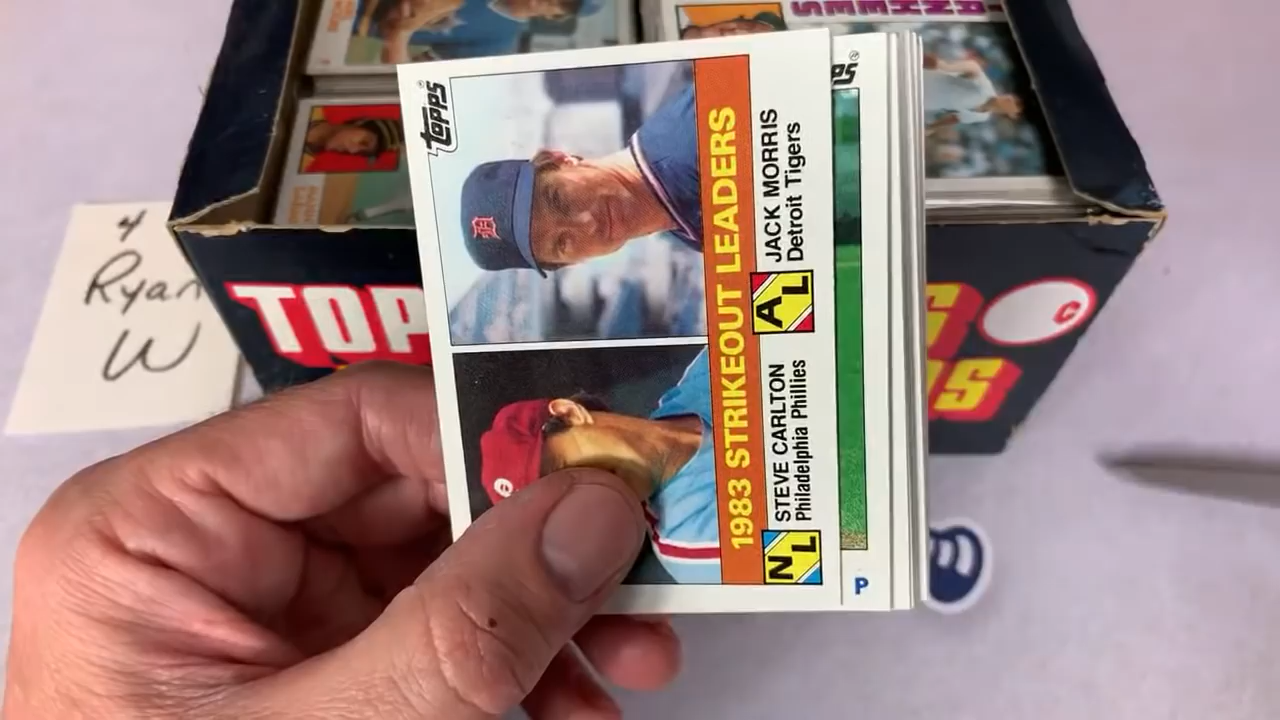 topps
1983 STRIKEOUT LEADERS
AL
JACK MORRIS
Detroit Tigers
NL
STEVE CARLTON
Philadelphia Phillies
P
4
Ryan
W
TOP
C